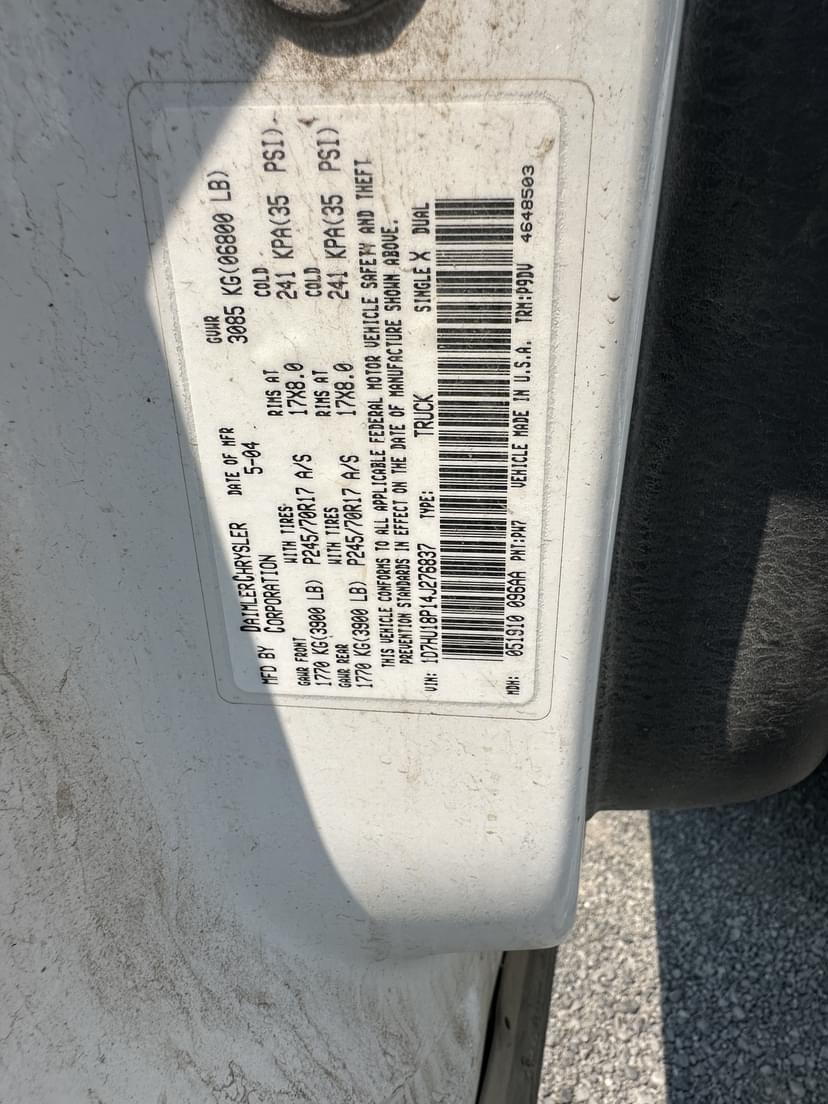 MFD BY DAIMLERCHRYSLER CORPORATION DATE OF MFR 5-04 GVWR 3085 KG(06800 LB)
GAWR FRONT WITH TIRES RIMS AT COLD
1770 KG(3900 LB) P245/70R17 A/S 17X8.0 241 KPA(35 PSI)
GAWR REAR WITH TIRES RIMS AT COLD
1770 KG(3900 LB) P245/70R17 A/S 17X8.0 241 KPA(35 PSI)
THIS VEHICLE CONFORMS TO ALL APPLICABLE FEDERAL MOTOR VEHICLE SAFETY AND THEFT
PREVENTION STANDARDS IN EFFECT ON THE DATE OF MANUFACTURE SHOWN ABOVE.
VIN: 1D7HU18P14J276837 TYPE: TRUCK SINGLE X DUAL
MDH: 051910 096AA PNT:PW7 VEHICLE MADE IN U.S.A. TRM:P9DV 4648503